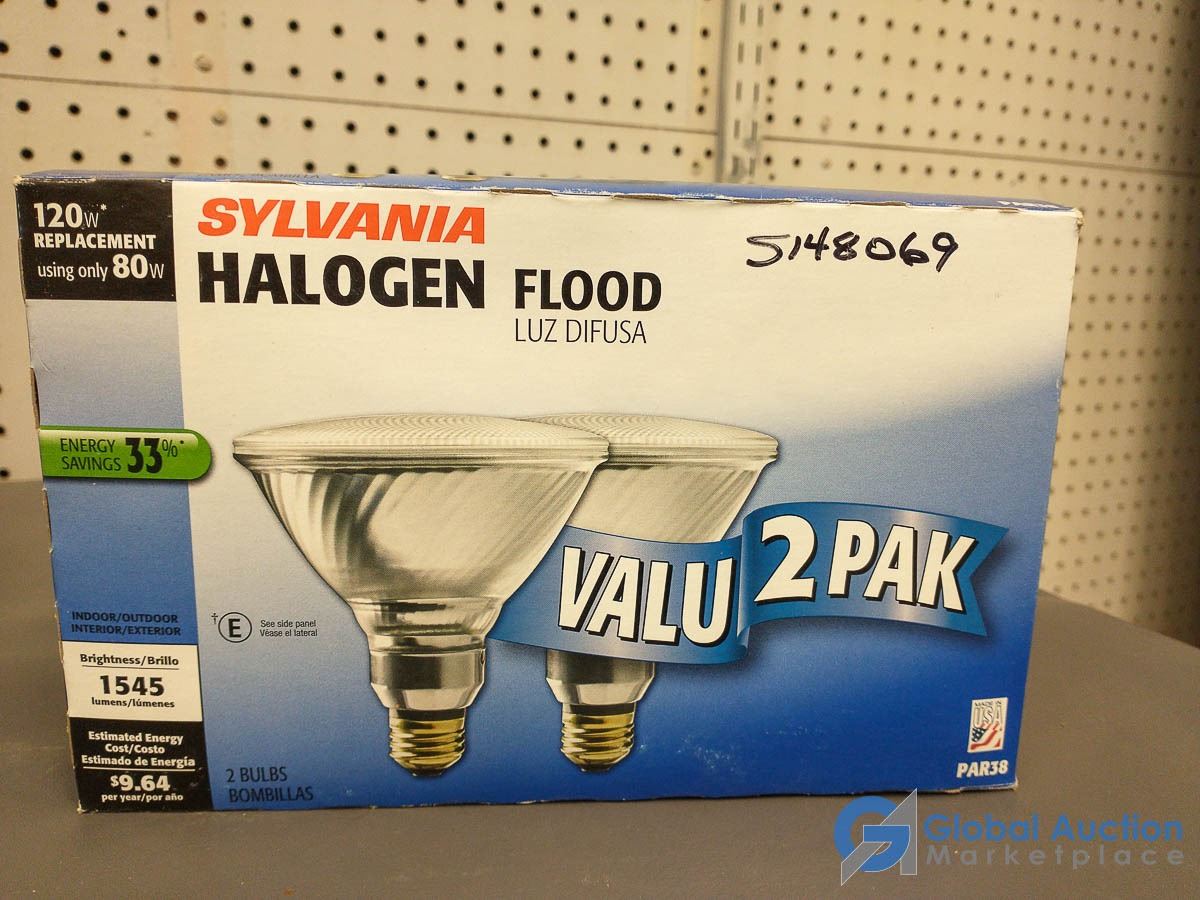 120W*
REPLACEMENT
using only 80W
SYLVANIA
HALOGEN FLOOD
LUZ DIFUSA
5148069
ENERGY
SAVINGS 33%*
VALU 2 PAK
INDOOR/OUTDOOR
INTERIOR/EXTERIOR
† E See side panel
Véase el lateral
Brightness/Brillo
1545
lumens/lúmenes
Estimated Energy
Cost/Costo
Estimado de Energía
$9.64
per year/por año
2 BULBS
BOMBILLAS
USA
PAR38
Global Auction
Marketplace